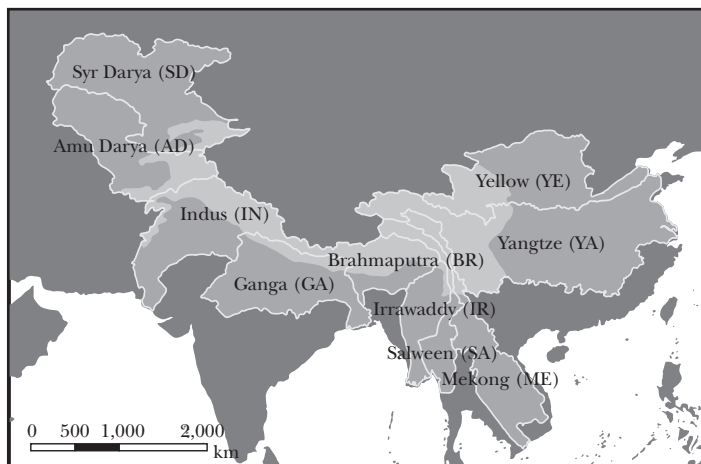 Syr Darya (SD)
Amu Darya (AD)
Yellow (YE)
Indus (IN)
Yangtze (YA)
Brahmaputra (BR)
Ganga (GA)
Irrawaddy (IR)
Salween (SA)
Mekong (ME)
0 500 1,000 2,000
km